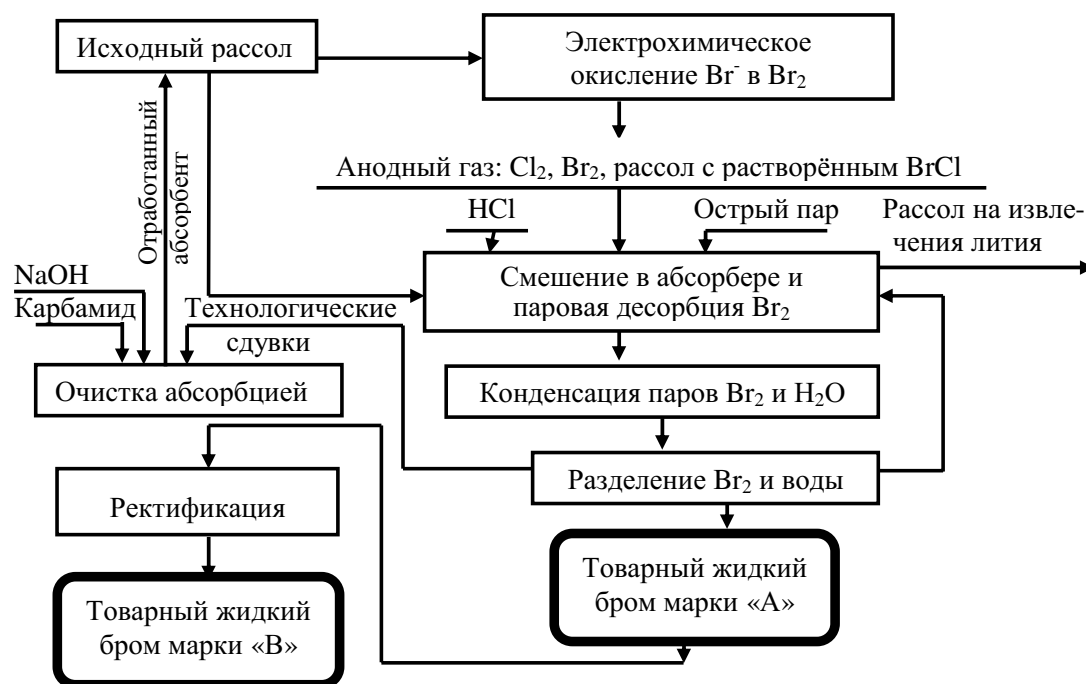 Исходный рассол
Электрохимическое
окисление Br⁻ в Br₂
Отработанный
абсорбент
Анодный газ: Cl₂, Br₂, рассол с растворённым BrCl
HCl
Острый пар
Рассол на извле-
чения лития
NaOH
Карбамид
Технологические
сдувки
Смешение в абсорбере и
паровая десорбция Br₂
Очистка абсорбцией
Конденсация паров Br₂ и H₂O
Разделение Br₂ и воды
Ректификация
Товарный жидкий
бром марки «А»
Товарный жидкий
бром марки «В»